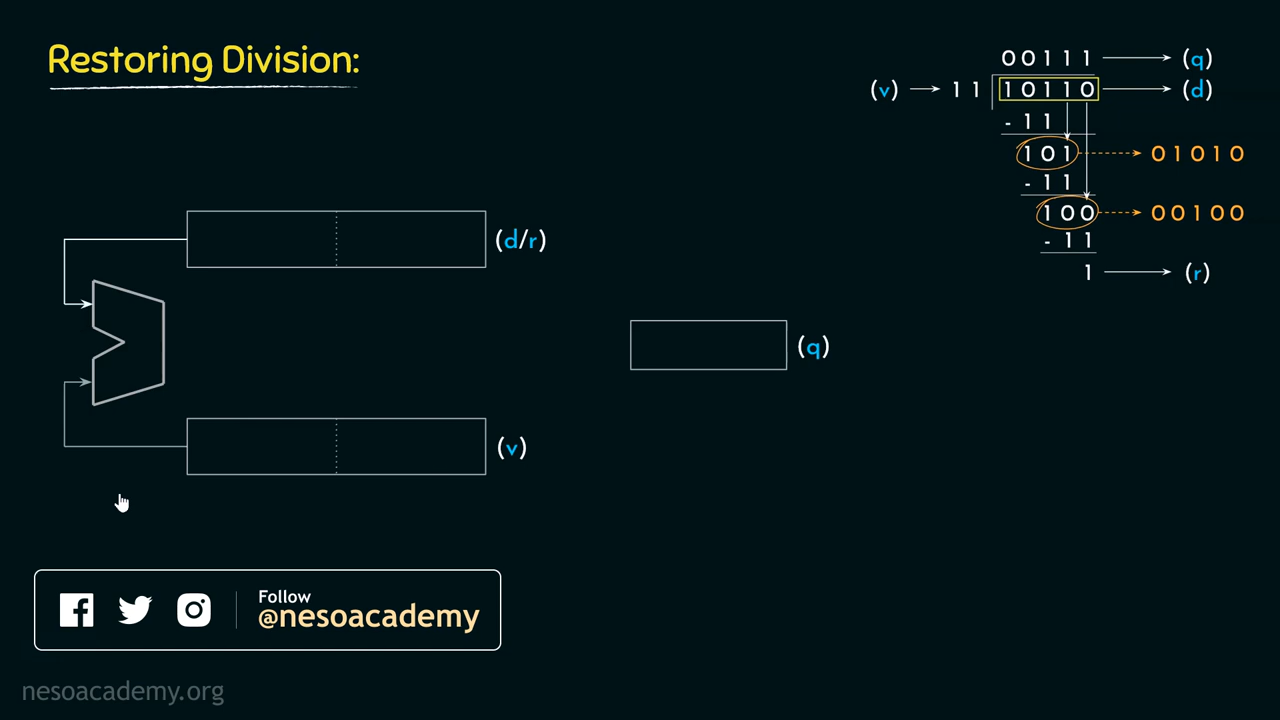 Restoring Division:
0 0 1 1 1 (q)
(v) 1 1 1 0 1 1 0 (d)
- 1 1
1 0 1 0 1 0 1 0
- 1 1
1 0 0 0 0 1 0 0
- 1 1
1 (r)
(d/r)
(q)
(v)
Follow
@nesoacademy
nesoacademy.org